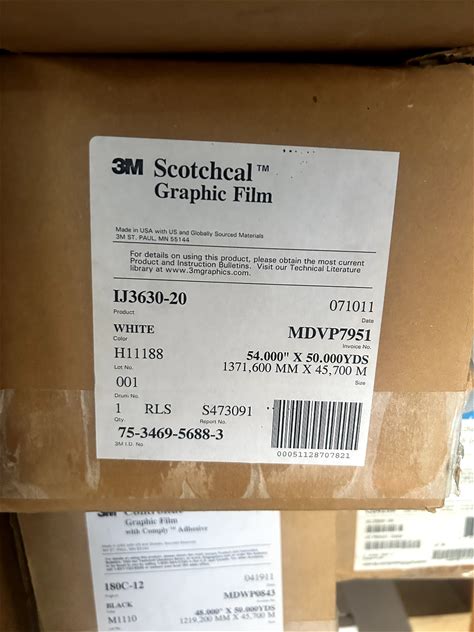 3M Scotchcal™
Graphic Film
Made in USA with US and Globally Sourced Materials
3M ST. PAUL, MN 55144
For details on using this product, please obtain the most current
Product and Instruction Bulletins. Visit our Technical Literature
library at www.3mgraphics.com.
IJ3630-20 071011
Product Date
WHITE MDVP7951
Color Invoice No.
H11188 54.000" X 50.000YDS
Lot No. 1371,600 MM X 45,700 M
Size
001
Drum No.
1 RLS S473091
Qty Report No.
75-3469-5688-3
3M I.D. No.
00051128707821
3M
Graphic Film
with Comply™ Adhesive
180C-12 041911
MDWP0843
BLACK
48.000" X 50.000YDS
M1110 1219,200 MM X 45,700 M